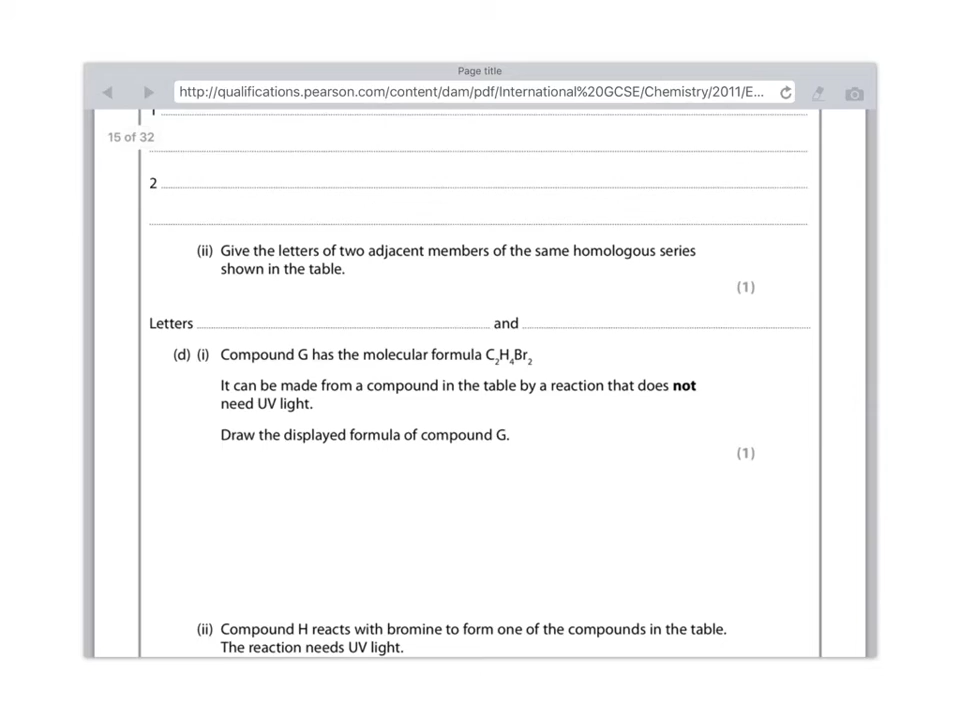 Page title
http://qualifications.pearson.com/content/dam/pdf/International%20GCSE/Chemistry/2011/E...
15 of 32
2
(ii) Give the letters of two adjacent members of the same homologous series
shown in the table.
(1)
Letters ........ and ........
(d) (i) Compound G has the molecular formula C₂H₄Br₂
It can be made from a compound in the table by a reaction that does not
need UV light.
Draw the displayed formula of compound G.
(1)
(ii) Compound H reacts with bromine to form one of the compounds in the table.
The reaction needs UV light.